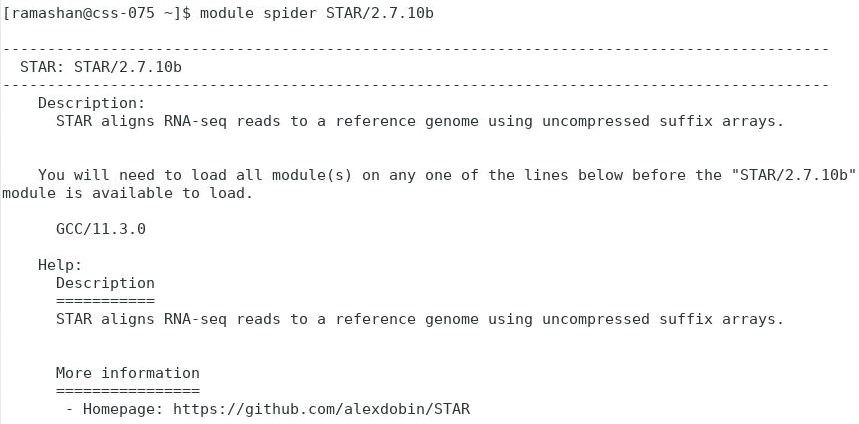 [ramashan@css-075 ~]$ module spider STAR/2.7.10b
--------------------------------------------------------------------------------------------
STAR: STAR/2.7.10b
--------------------------------------------------------------------------------------------
Description:
STAR aligns RNA-seq reads to a reference genome using uncompressed suffix arrays.
You will need to load all module(s) on any one of the lines below before the "STAR/2.7.10b"
module is available to load.
GCC/11.3.0
Help:
Description
===========
STAR aligns RNA-seq reads to a reference genome using uncompressed suffix arrays.
More information
================
- Homepage: https://github.com/alexdobin/STAR